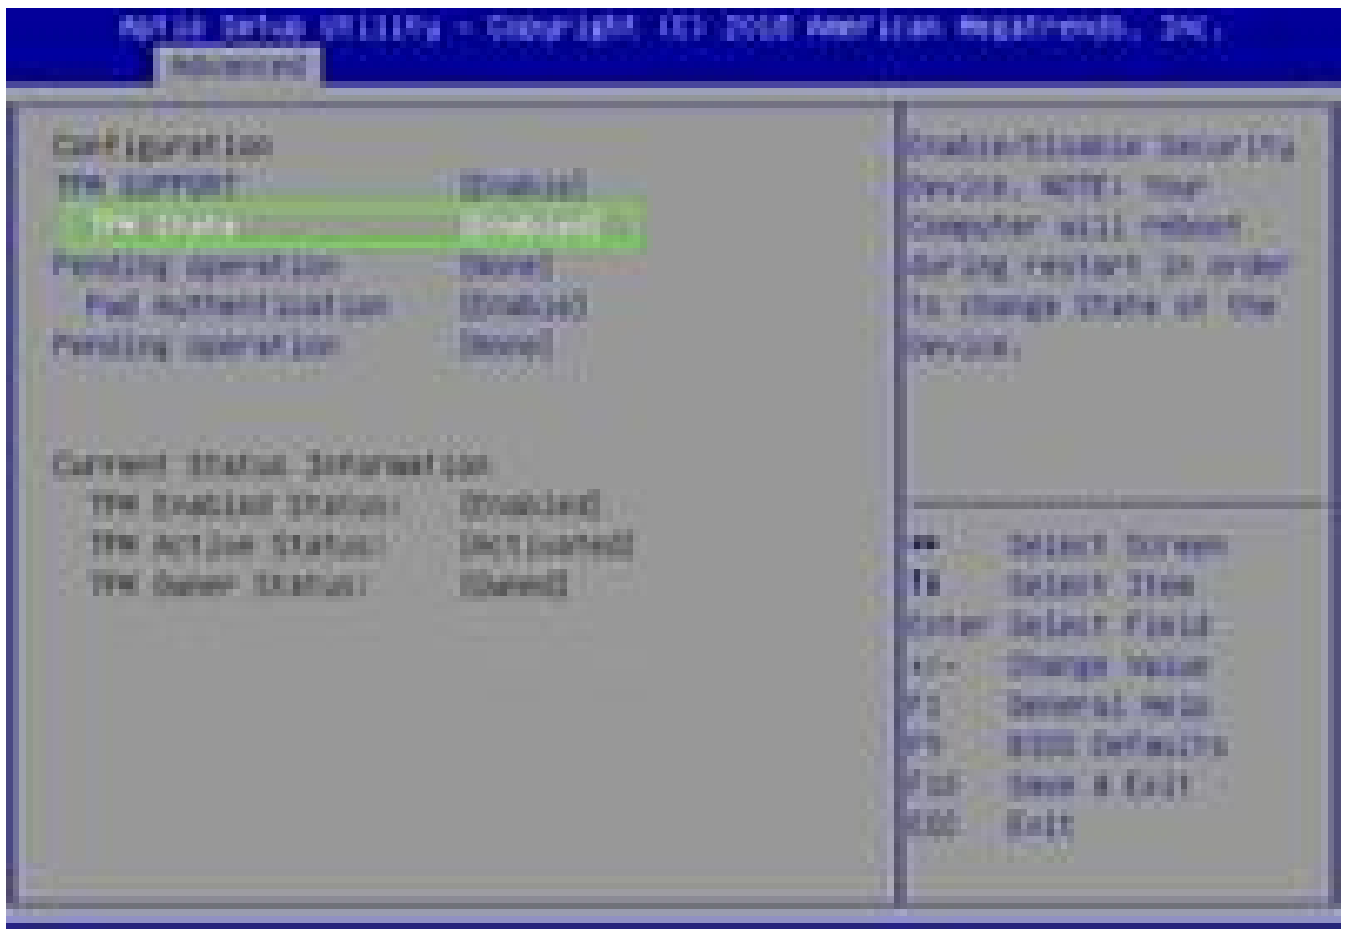 Aptio Setup Utility - Copyright (C) 2010 American Megatrends, Inc.
Advanced
Configuration
TPM SUPPORT [Enable]
TPM State [Enabled]
Pending operation [None]
Authentication [Enable]
Pending operation [None]
Current Status Information
TPM Enabled Status: [Enabled]
TPM Active Status: [Activated]
TPM Owner Status: [Owned]
Enable/Disable Security
Device. NOTE: Your
Computer will reboot
during restart in order
to change State of the
Device.
Select Screen
Select Item
Enter Select Field
+/- Change Value
F1 General Help
F9 BIOS Defaults
F10 Save & Exit
ESC Exit